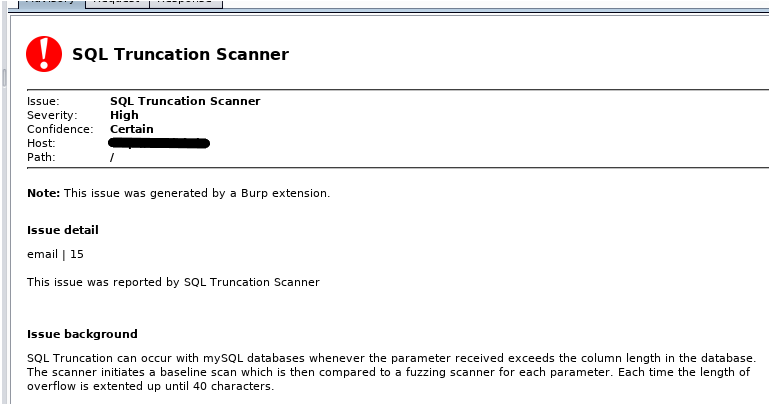 SQL Truncation Scanner
Issue: SQL Truncation Scanner
Severity: High
Confidence: Certain
Host:
Path: /
Note: This issue was generated by a Burp extension.
Issue detail
email | 15
This issue was reported by SQL Truncation Scanner
Issue background
SQL Truncation can occur with mySQL databases whenever the parameter received exceeds the column length in the database.
The scanner initiates a baseline scan which is then compared to a fuzzing scanner for each parameter. Each time the length of
overflow is extented up until 40 characters.